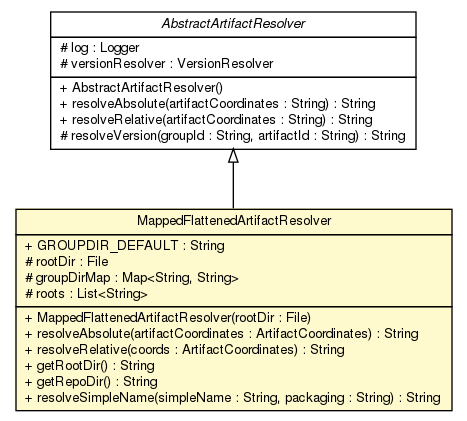 AbstractArtifactResolver
# log : Logger
# versionResolver : VersionResolver
+ AbstractArtifactResolver()
+ resolveAbsolute(artifactCoordinates : String) : String
+ resolveRelative(artifactCoordinates : String) : String
# resolveVersion(groupId : String, artifactId : String) : String
MappedFlattenedArtifactResolver
+ GROUPDIR_DEFAULT : String
# rootDir : File
# groupDirMap : Map<String, String>
# roots : List<String>
+ MappedFlattenedArtifactResolver(rootDir : File)
+ resolveAbsolute(artifactCoordinates : ArtifactCoordinates) : String
+ resolveRelative(coords : ArtifactCoordinates) : String
+ getRootDir() : String
+ getRepoDir() : String
+ resolveSimpleName(simpleName : String, packaging : String) : String